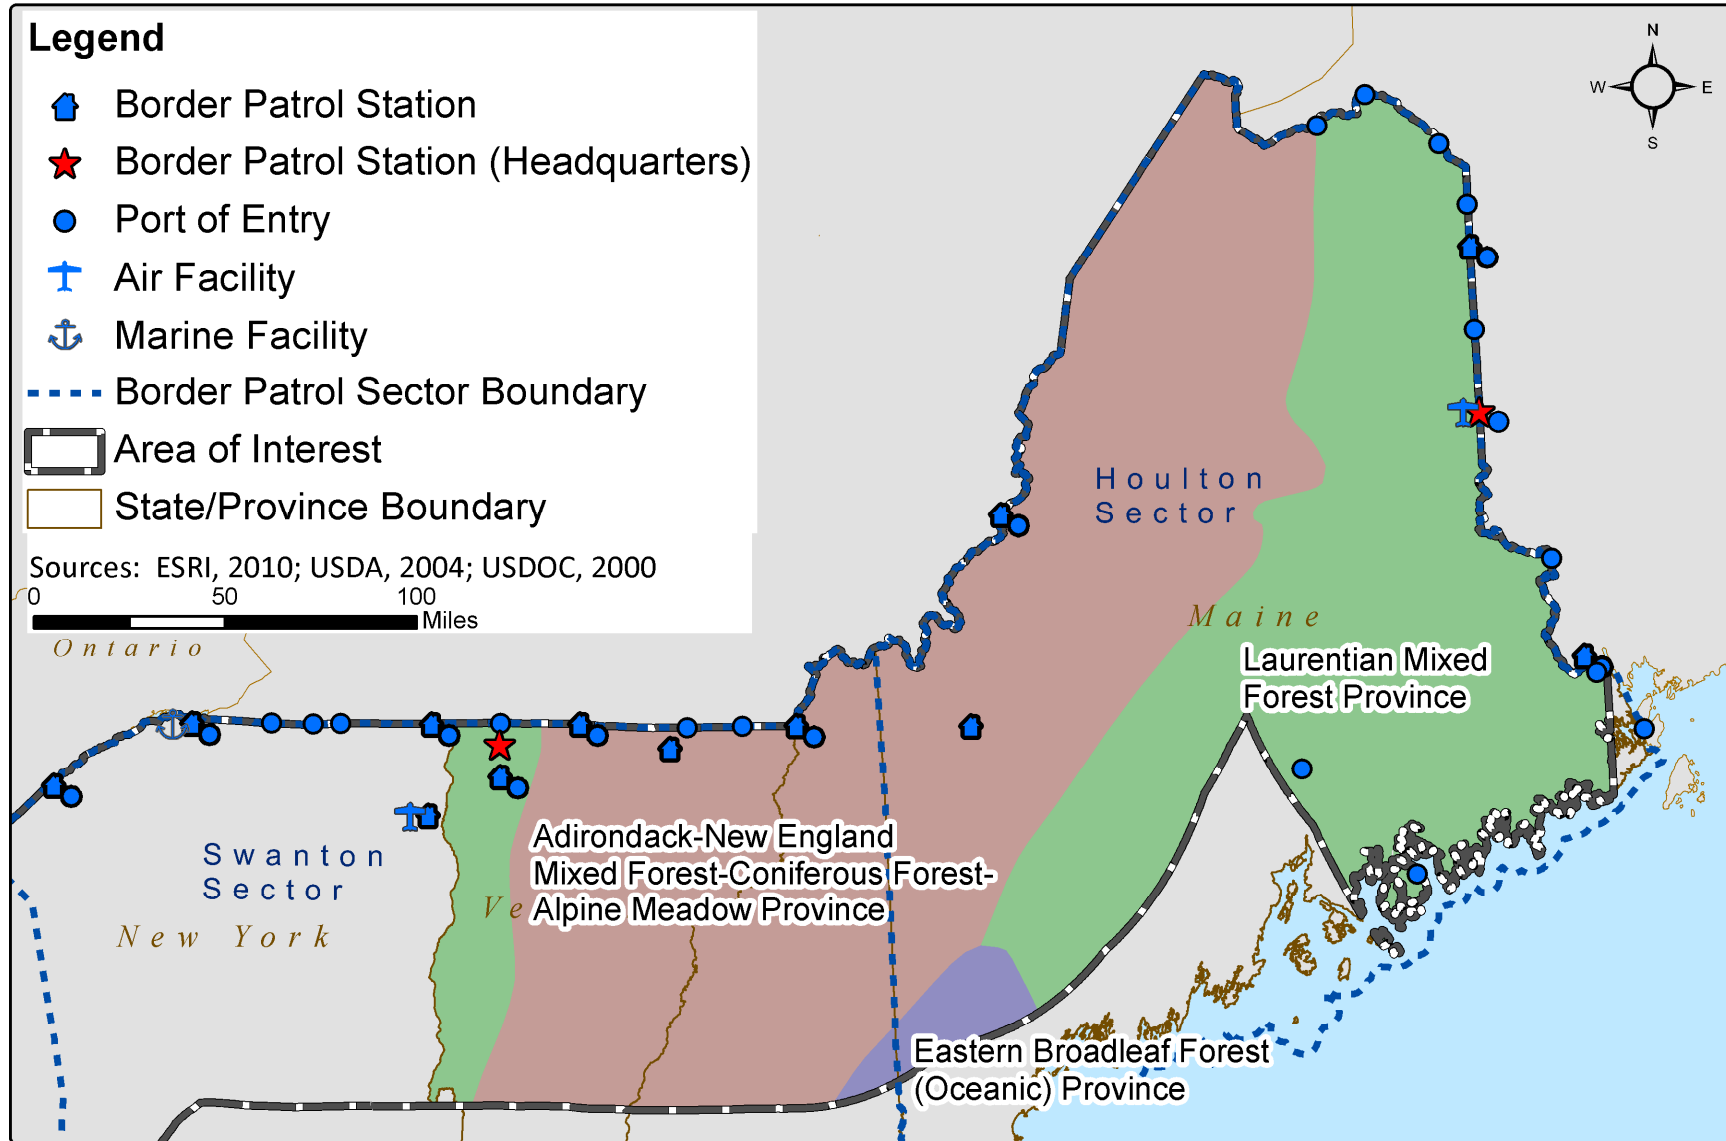 Legend
Border Patrol Station
Border Patrol Station (Headquarters)
Port of Entry
Air Facility
Marine Facility
Border Patrol Sector Boundary
Area of Interest
State/Province Boundary
Sources: ESRI, 2010; USDA, 2004; USDOC, 2000
0 50 100
Miles
N
W E
S
Ontario
Houlton
Sector
Maine
Laurentian Mixed
Forest Province
Swanton
Sector
New York
Adirondack-New England
Mixed Forest-Coniferous Forest-
Alpine Meadow Province
Ve
Eastern Broadleaf Forest
(Oceanic) Province